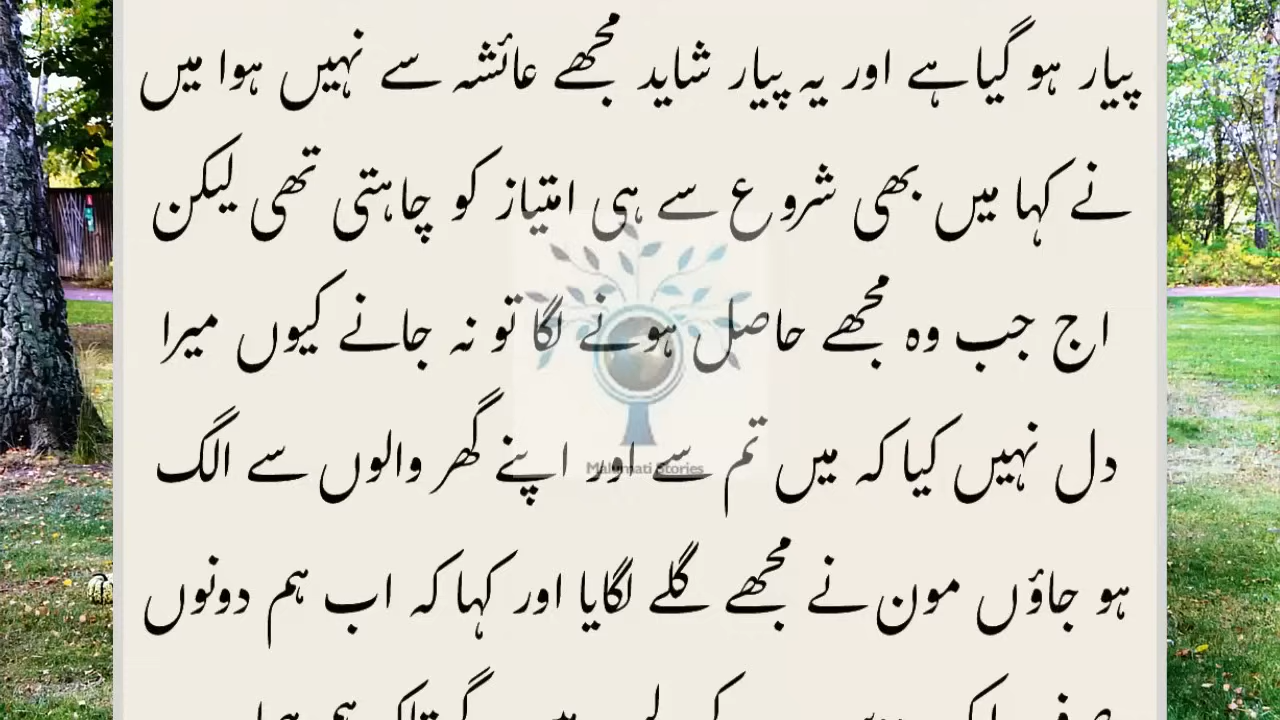 پیار ہو گیا ہے اور یہ پیار شاید مجھے عائشہ سے نہیں ہوا میں
نے کہا میں بھی شروع سے ہی امتیاز کو چاہتی تھی لیکن
اج جب وہ مجھے حاصل ہونے لگا تو نہ جانے کیوں میرا
دل نہیں کیا کہ میں تم سے اور اپنے گھر والوں سے الگ
Malumati Stories
ہو جاؤں مون نے مجھے گلے لگایا اور کہا کہ اب ہم دونوں